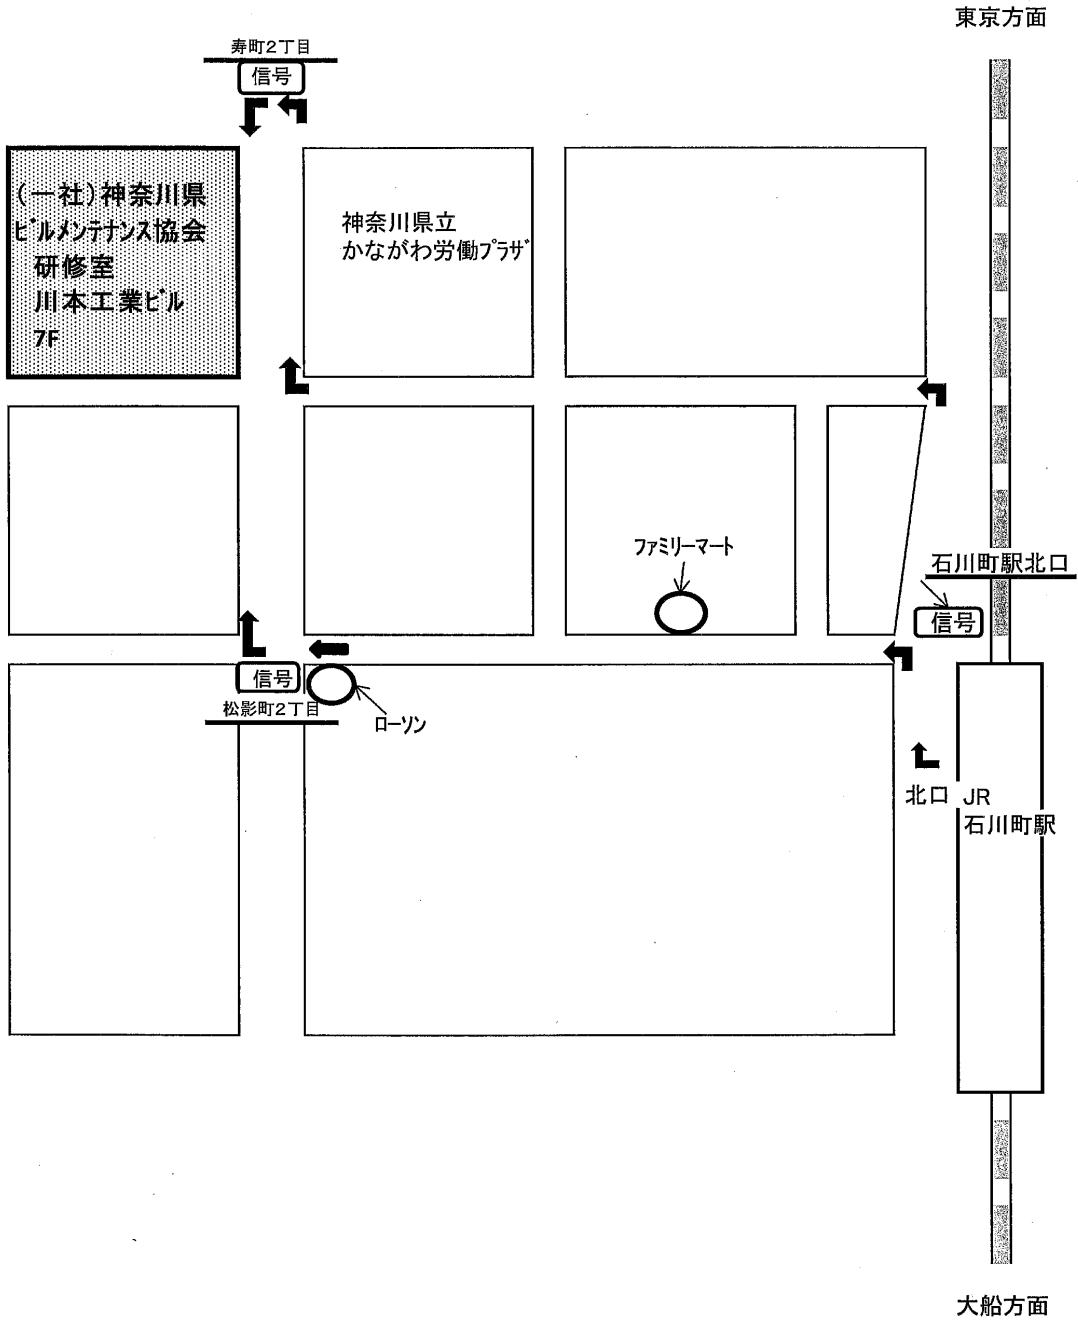 東京方面
寿町2丁目
信号
(一社)神奈川県
ﾋﾞﾙﾒﾝﾃﾅﾝｽ協会
研修室
川本工業ﾋﾞﾙ
7F
神奈川県立
かながわ労働ﾌﾟﾗｻﾞ
ﾌｧﾐﾘｰﾏｰﾄ
石川町駅北口
信号
信号
松影町2丁目
ﾛｰｿﾝ
北口
JR
石川町駅
大船方面